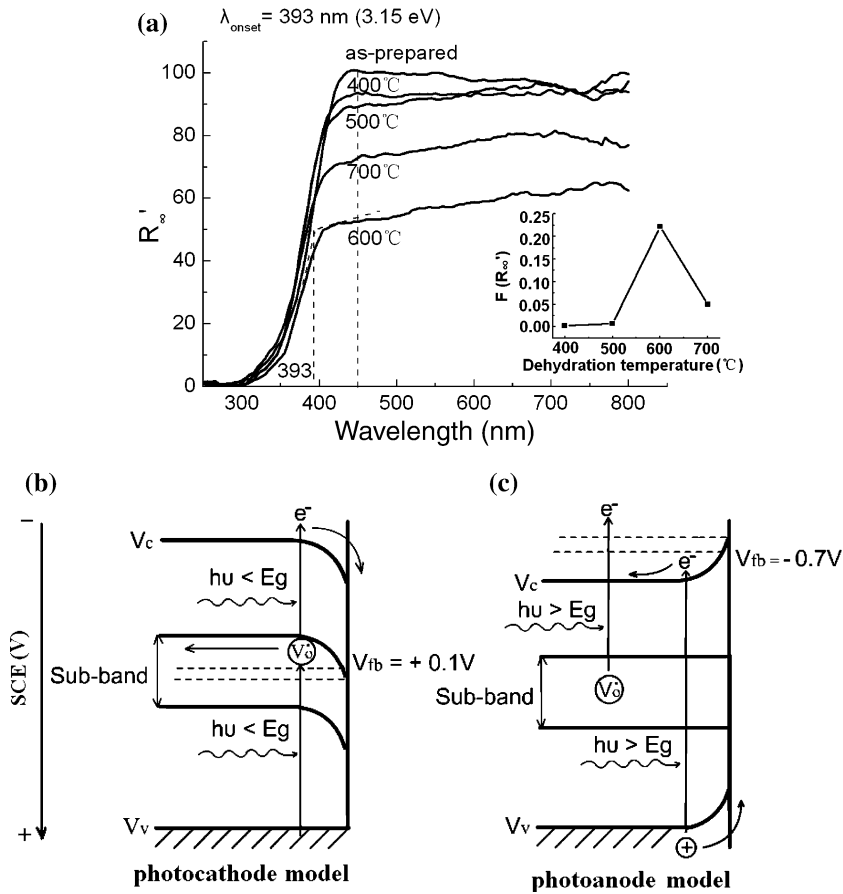 (a)
λonset = 393 nm (3.15 eV)
as-prepared
400℃
500℃
700℃
600℃
393
R∞'
100
80
60
40
20
0
300 400 500 600 700 800
Wavelength (nm)
F (R∞')
0.25
0.20
0.15
0.10
0.05
0.00
400 500 600 700
Dehydration temperature (℃)
(b)
SCE (V)
−
+
e-
Vc
hυ < Eg
Sub-band
Vö
Vfb = + 0.1V
hυ < Eg
Vv
photocathode model
(c)
e-
e-
Vfb = - 0.7V
Vc
hυ > Eg
Sub-band
Vö
hυ > Eg
Vv
+
photoanode model